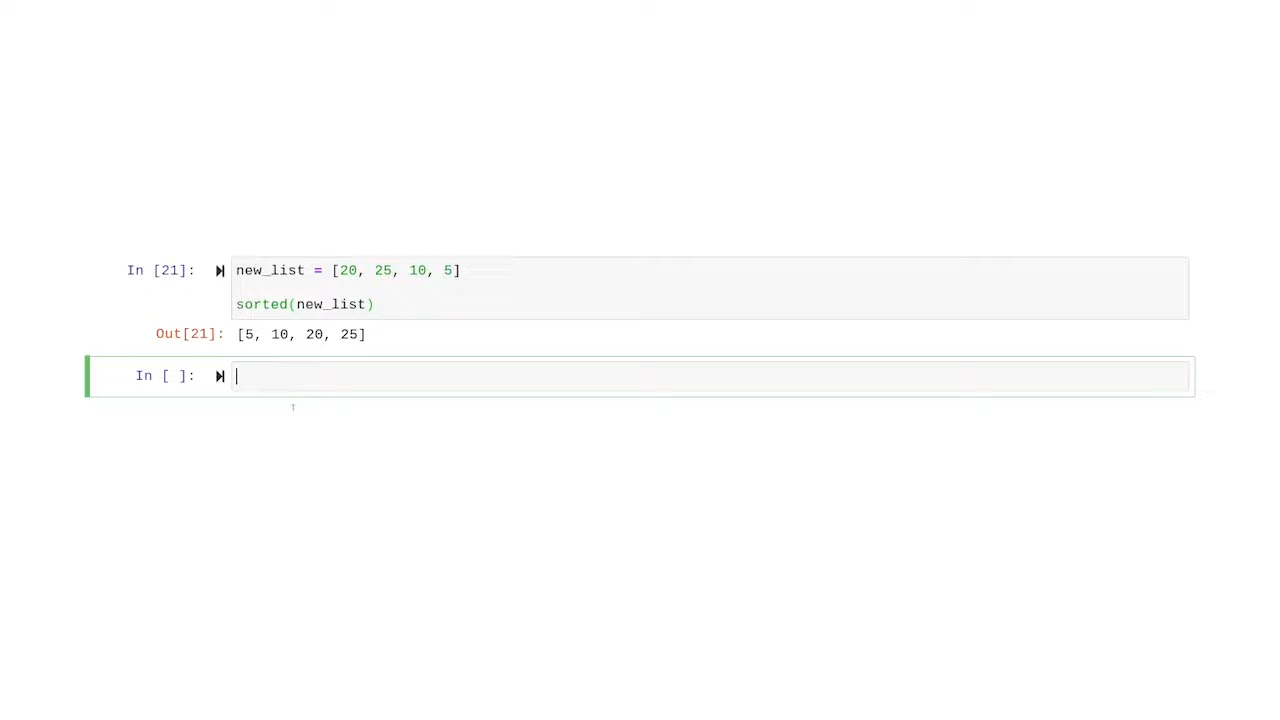 In [21]: new_list = [20, 25, 10, 5]
sorted(new_list)
Out[21]: [5, 10, 20, 25]
In [ ]: